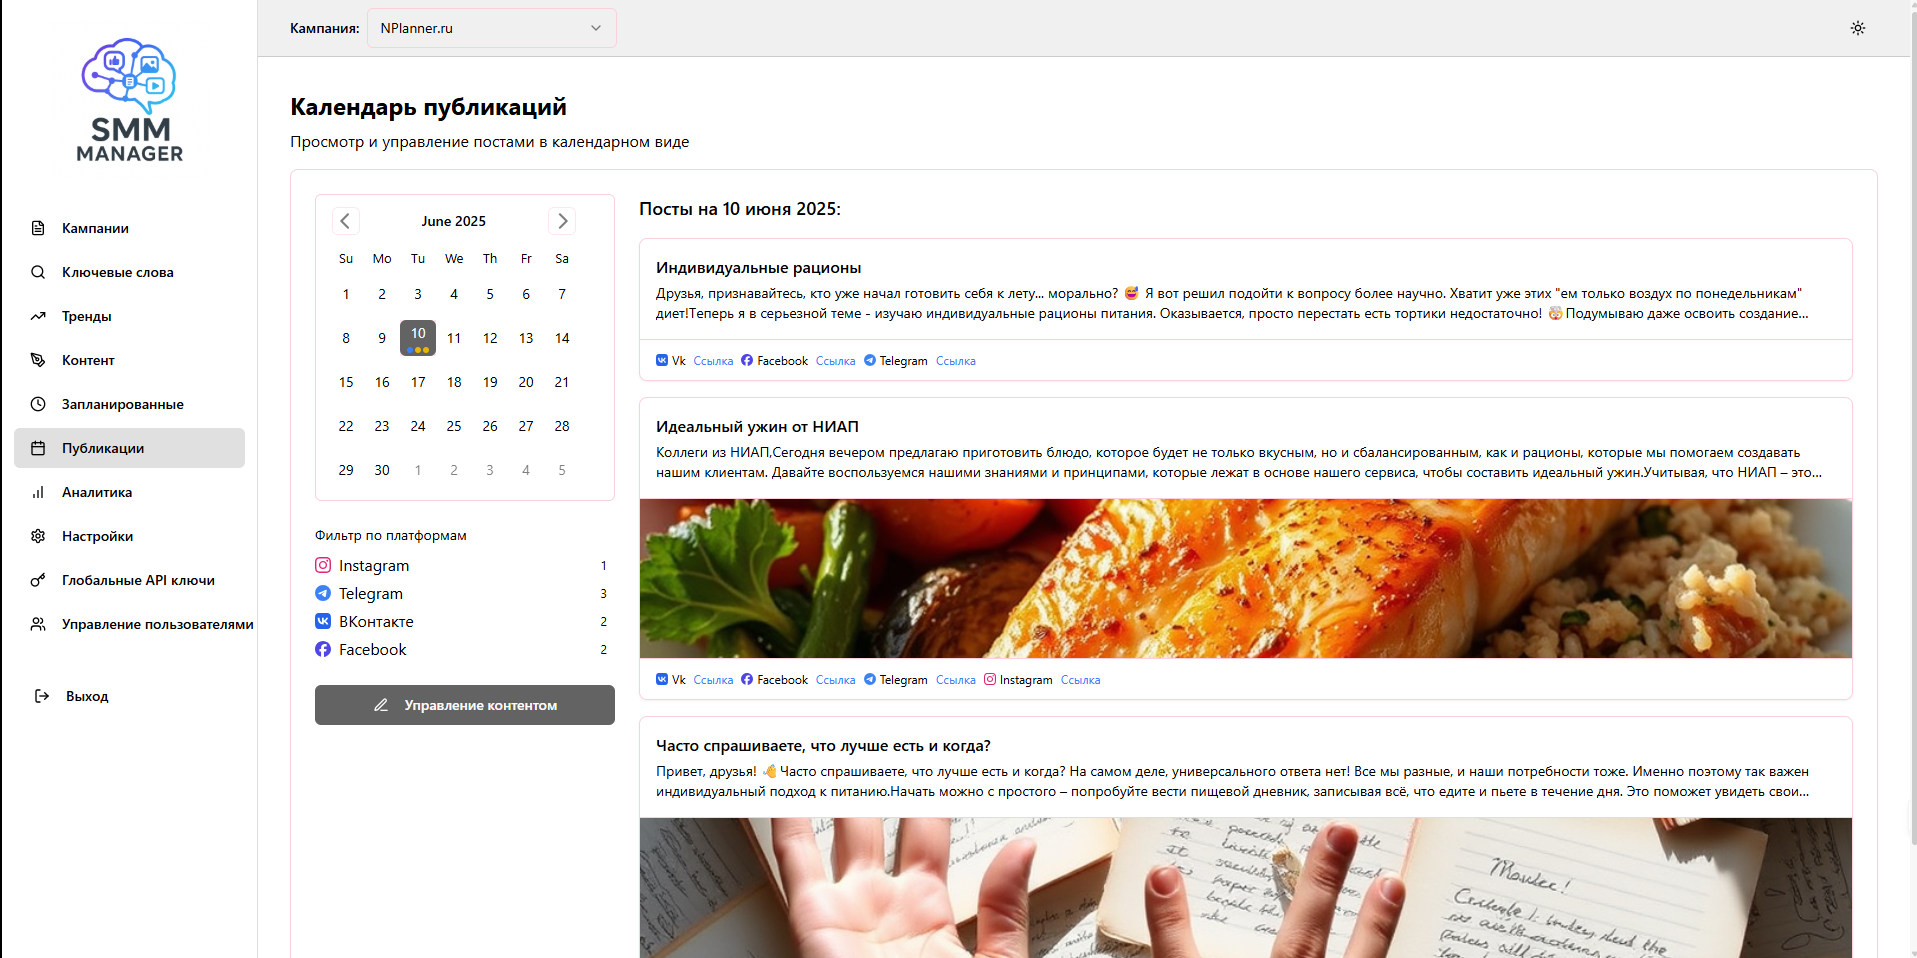 SMM
MANAGER
Кампании
Ключевые слова
Тренды
Контент
Запланированные
Публикации
Аналитика
Настройки
Глобальные API ключи
Управление пользователями
Выход
Кампания: NPlanner.ru
Календарь публикаций
Просмотр и управление постами в календарном виде
June 2025
Su Mo Tu We Th Fr Sa
1 2 3 4 5 6 7
8 9 10 11 12 13 14
15 16 17 18 19 20 21
22 23 24 25 26 27 28
29 30 1 2 3 4 5
Фильтр по платформам
Instagram 1
Telegram 3
ВКонтакте 2
Facebook 2
Управление контентом
Посты на 10 июня 2025:
Индивидуальные рационы
Друзья, признавайтесь, кто уже начал готовить себя к лету... морально? 😅 Я вот решил подойти к вопросу более научно. Хватит уже этих "ем только воздух по понедельникам"
диет!Теперь я в серьезной теме - изучаю индивидуальные рационы питания. Оказывается, просто перестать есть тортики недостаточно! 🤯Подумываю даже освоить создание...
Vk Ссылка Facebook Ссылка Telegram Ссылка
Идеальный ужин от НИАП
Коллеги из НИАП,Сегодня вечером предлагаю приготовить блюдо, которое будет не только вкусным, но и сбалансированным, как и рационы, которые мы помогаем создавать
нашим клиентам. Давайте воспользуемся нашими знаниями и принципами, которые лежат в основе нашего сервиса, чтобы составить идеальный ужин.Учитывая, что НИАП – это...
Vk Ссылка Facebook Ссылка Telegram Ссылка Instagram Ссылка
Часто спрашиваете, что лучше есть и когда?
Привет, друзья! 👋Часто спрашиваете, что лучше есть и когда? На самом деле, универсального ответа нет! Все мы разные, и наши потребности тоже. Именно поэтому так важен
индивидуальный подход к питанию.Начать можно с простого – попробуйте вести пищевой дневник, записывая всё, что едите и пьете в течение дня. Это поможет увидеть свои...